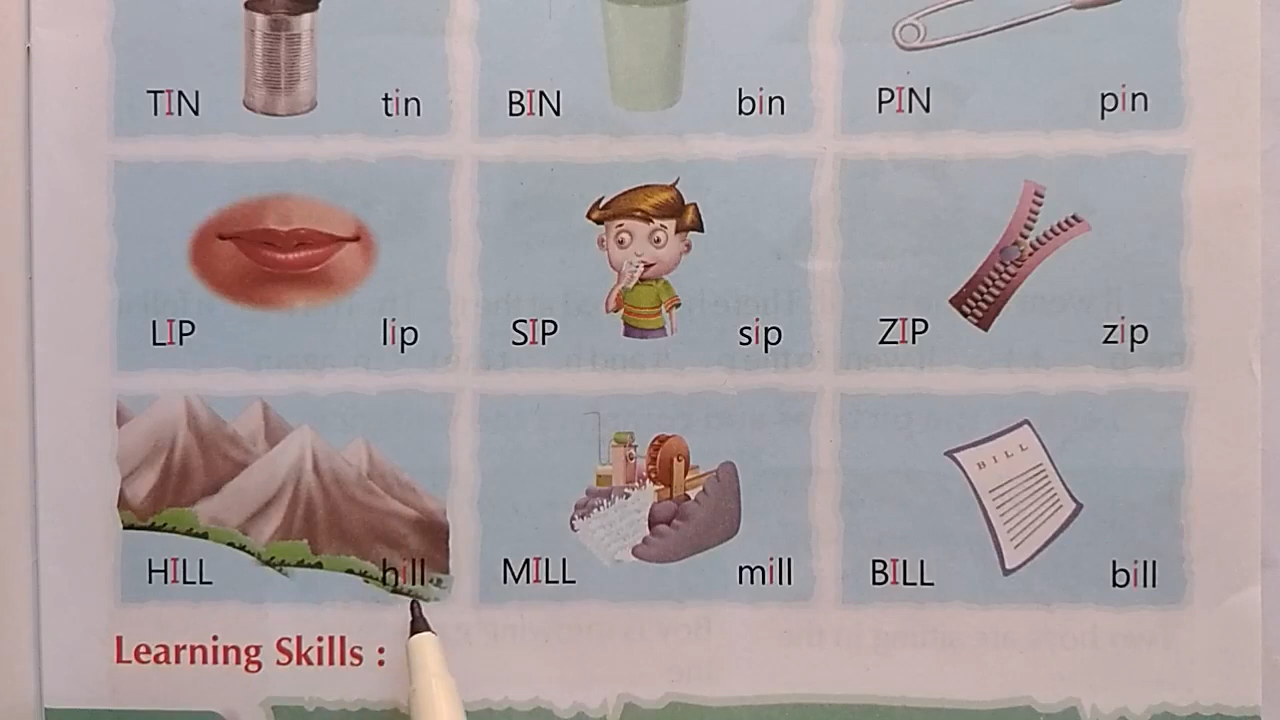 TIN tin BIN bin PIN pin
LIP lip SIP sip ZIP zip
BILL
HILL hill MILL mill BILL bill
Learning Skills :